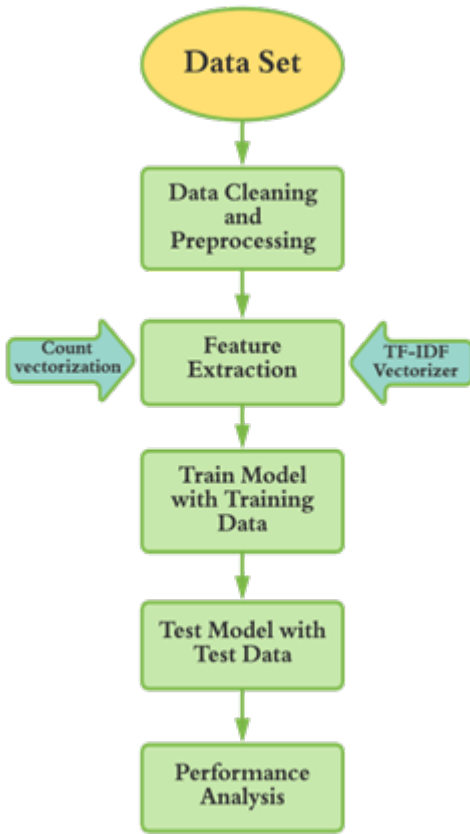 Data Set
Data Cleaning
and
Preprocessing
Count
vectorization
Feature
Extraction
TF-IDF
Vectorizer
Train Model
with Training
Data
Test Model with
Test Data
Performance
Analysis